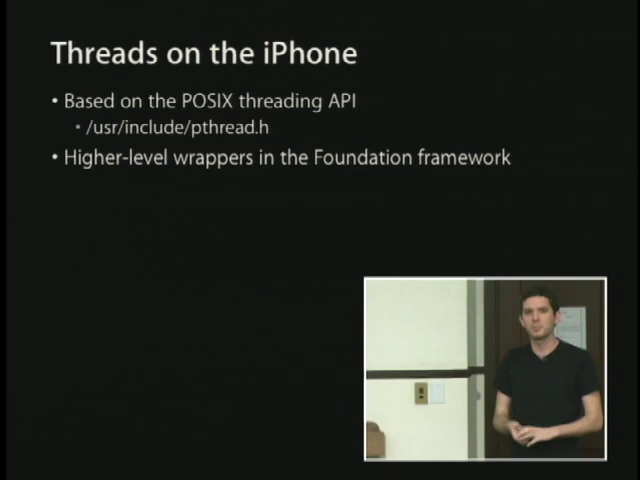 Threads on the iPhone
• Based on the POSIX threading API
▪ /usr/include/pthread.h
• Higher-level wrappers in the Foundation framework